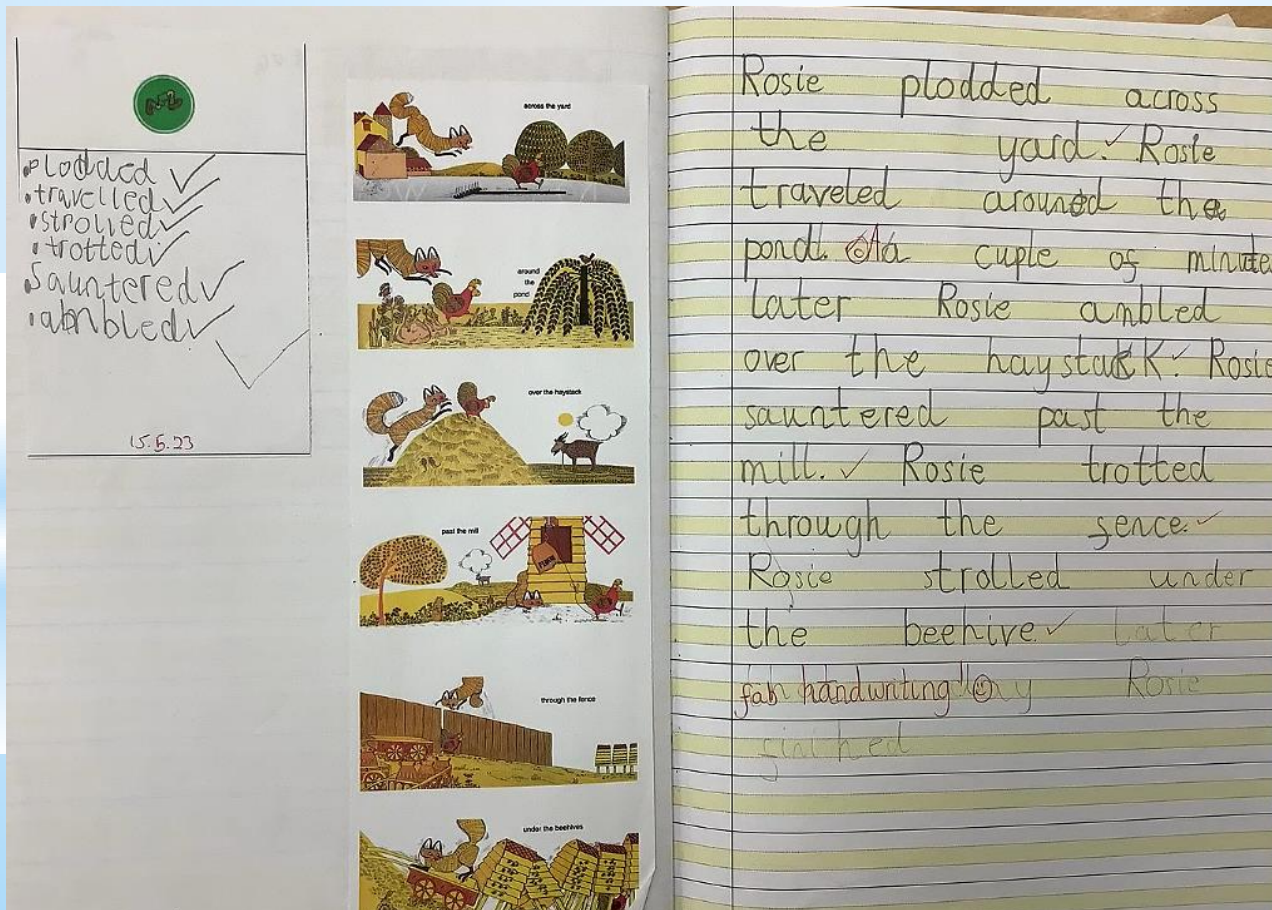 plodded
travelled
strolled
trotted
Sauntered
ambled
15.5.23
across the yard
around
the
pond
over the haystack
past the mill
through the fence
under the beehives
Rosie plodded across
the yard. Rosie
traveled around the
pond. A cuple of minute
later Rosie ambled
over the haystack. Rosie
sauntered past the
mill. Rosie trotted
through the fence.
Rosie strolled under
the beehive. later
fab handwriting! Rosie